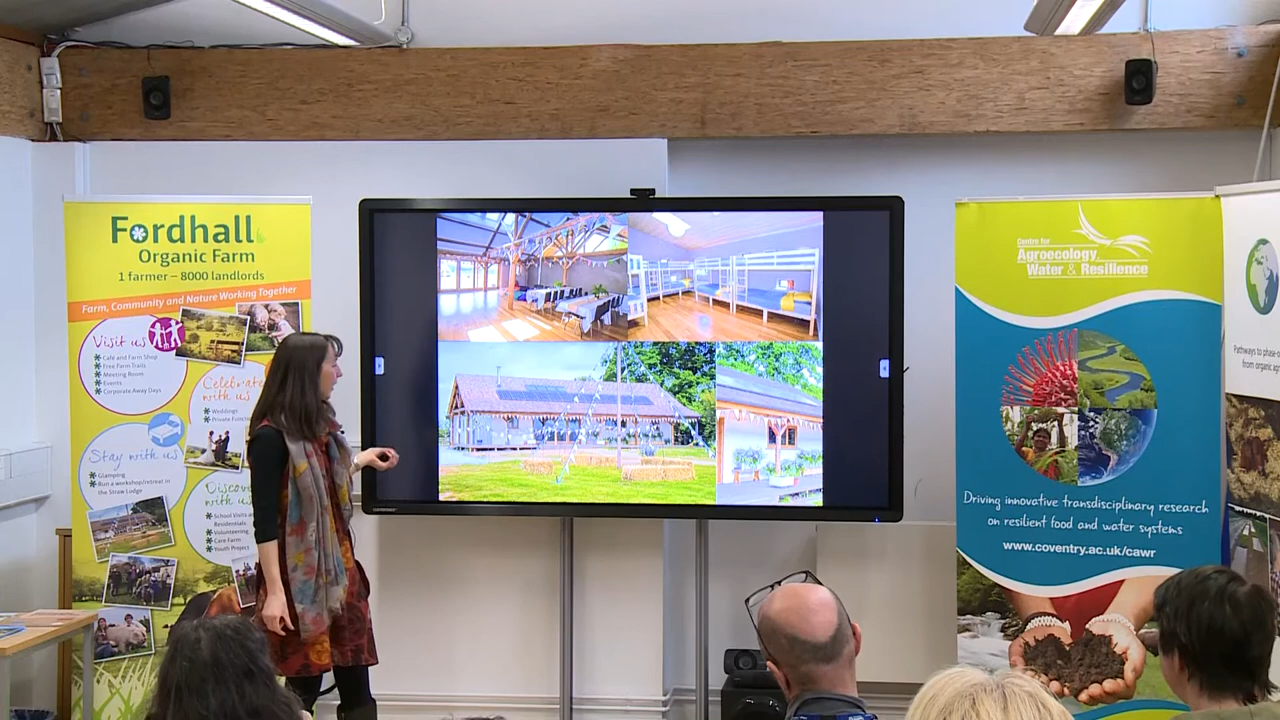 Fordhall
Organic Farm
1 farmer – 8000 landlords
Farm, Community and Nature Working Together
Visit us
Café and Farm Shop
Free Farm Trails
Meeting Room
Events
Corporate Away Days
Celebrate
with us
Weddings
Private
Stay with us
Glamping
Run a workshop/retreat in
the Straw Lodge
Discover
with us
School Visits
Residentials
Volunteering
Care Farm
Youth Project
Centre for
Agroecology,
Water & Resilience
Driving innovative transdisciplinary research
on resilient food and water systems
www.coventry.ac.uk/cawr
Pathways to phase-o
from organic agr